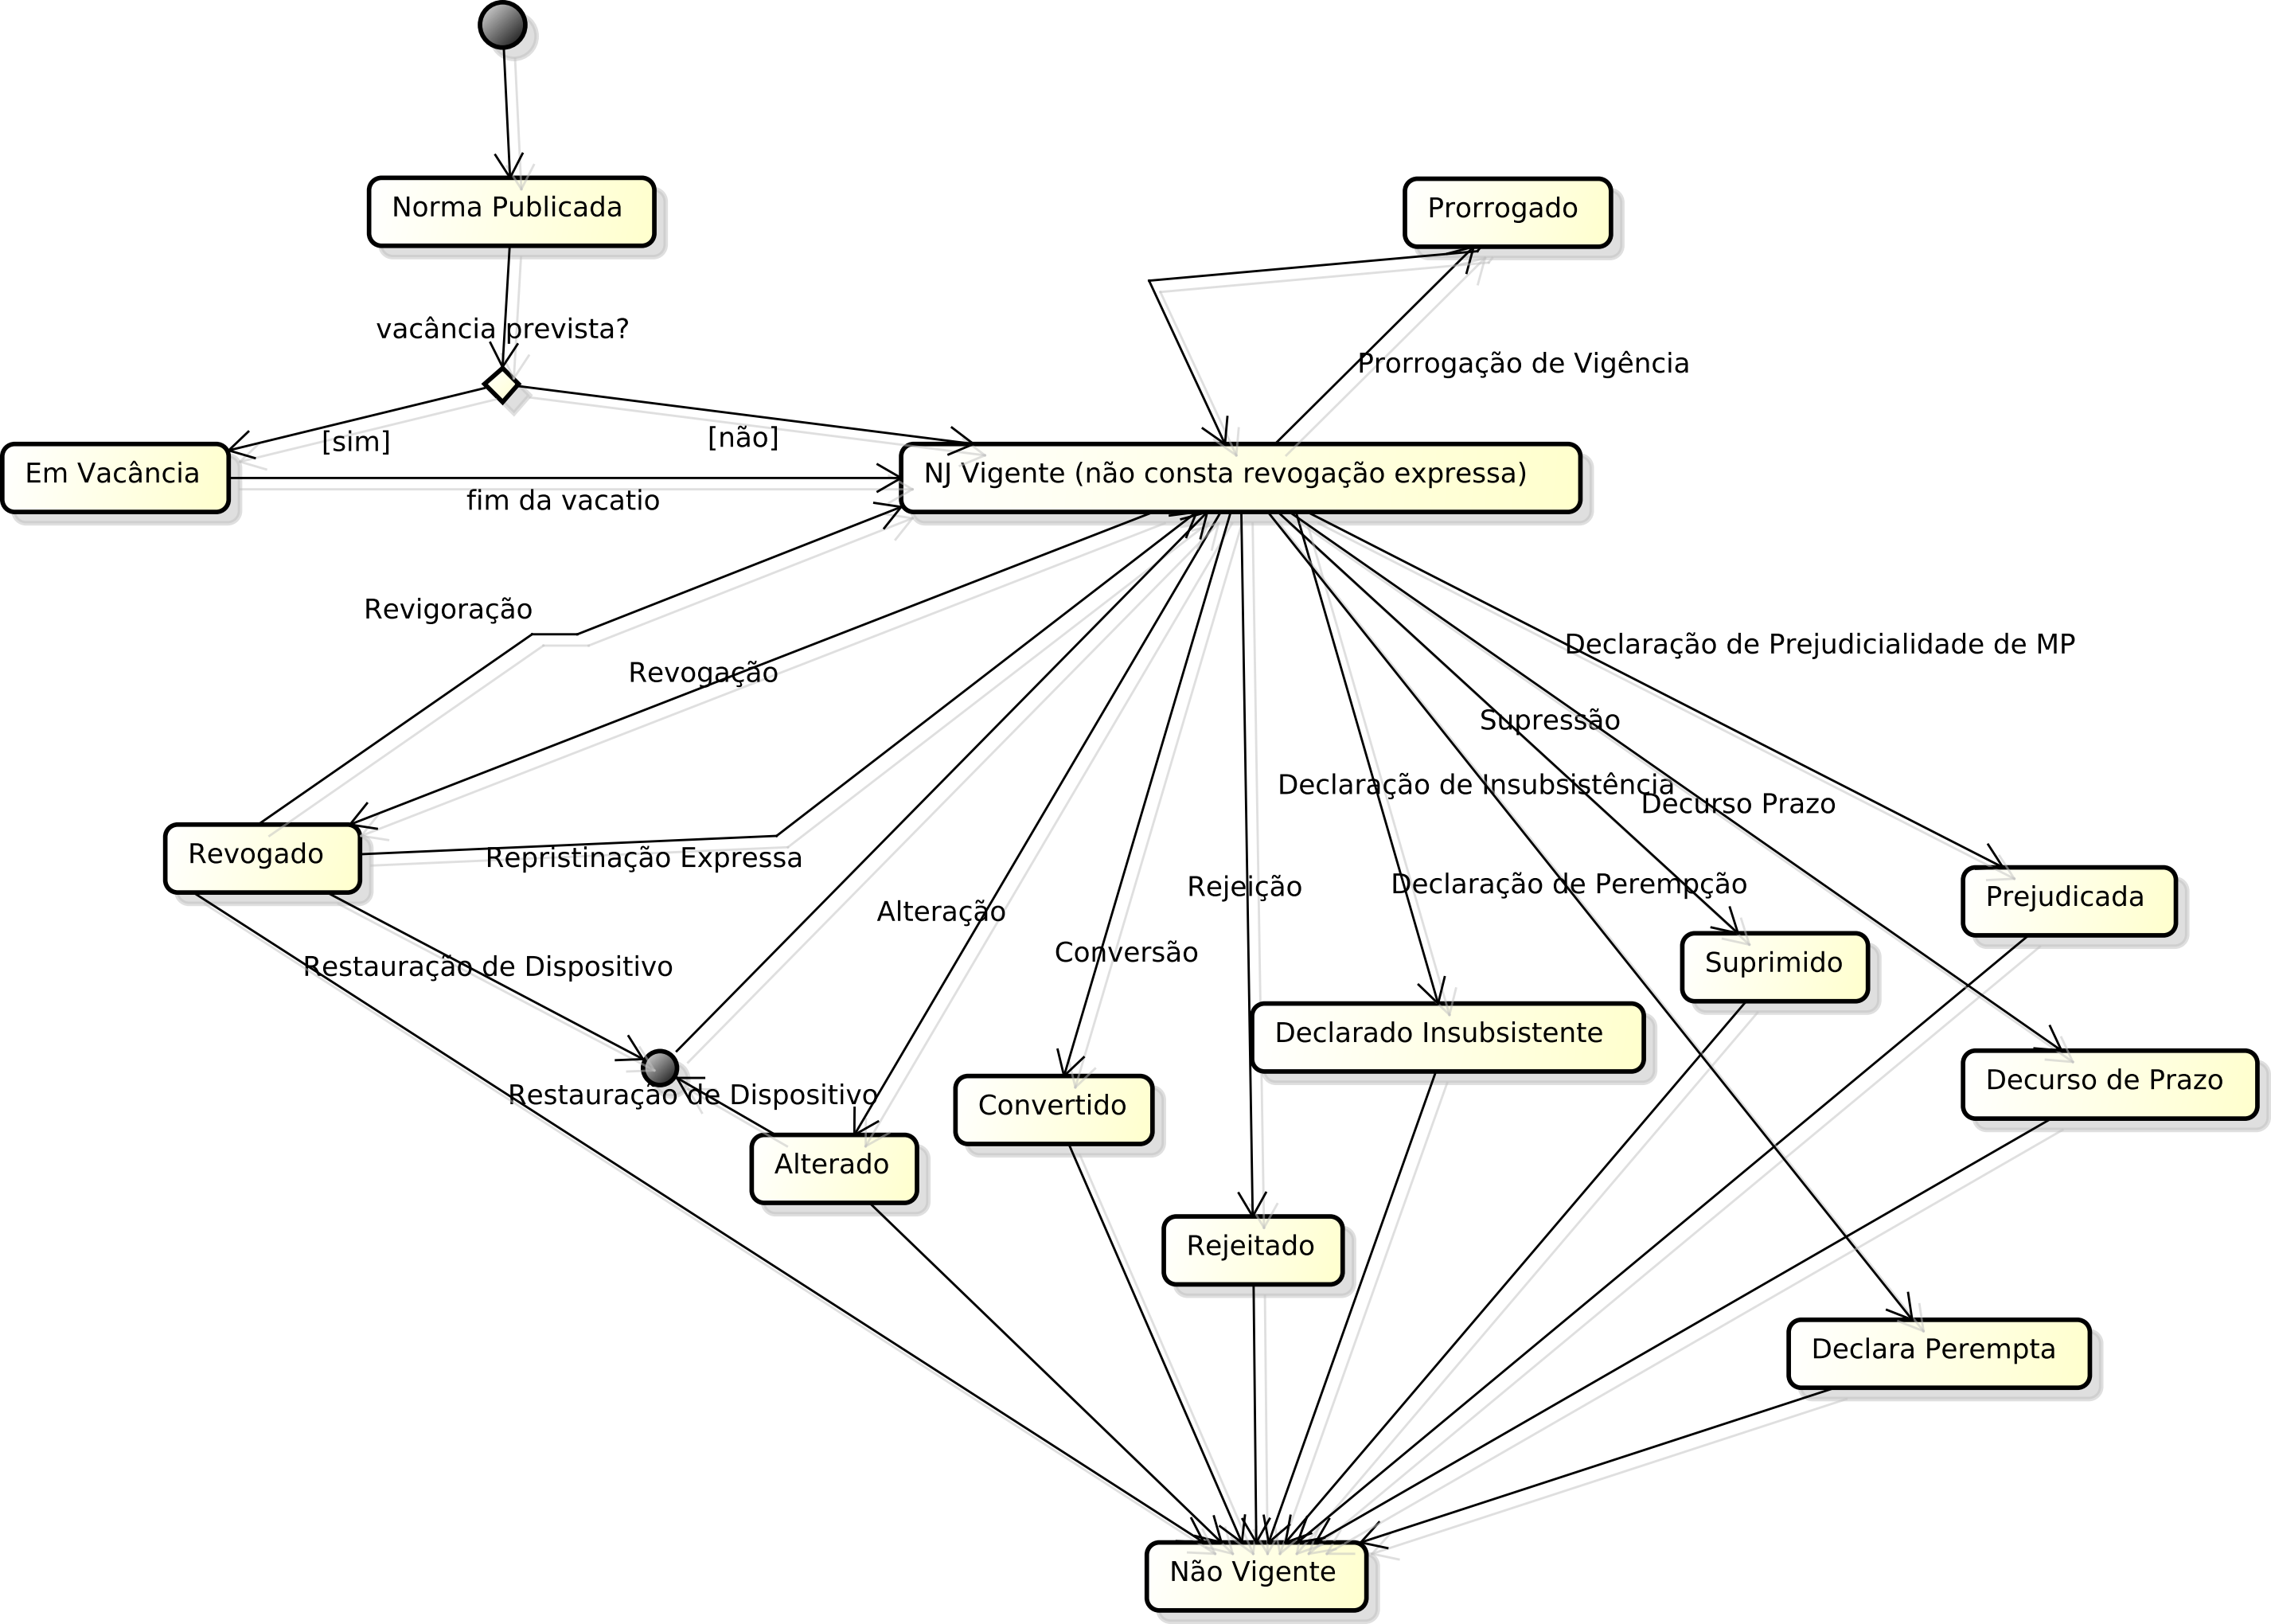 Norma Publicada
Prorrogado
vacância prevista?
Prorrogação de Vigência
[sim]
[não]
Em Vacância
NJ Vigente (não consta revogação expressa)
fim da vacatio
Revigoração
Declaração de Prejudicialidade de MP
Revogação
Supressão
Declaração de Insubsistência
Decurso Prazo
Revogado
Repristinação Expressa
Rejeição
Declaração de Perempção
Prejudicada
Alteração
Conversão
Restauração de Dispositivo
Suprimido
Declarado Insubsistente
Decurso de Prazo
Restauração de Dispositivo
Convertido
Alterado
Rejeitado
Declara Perempta
Não Vigente